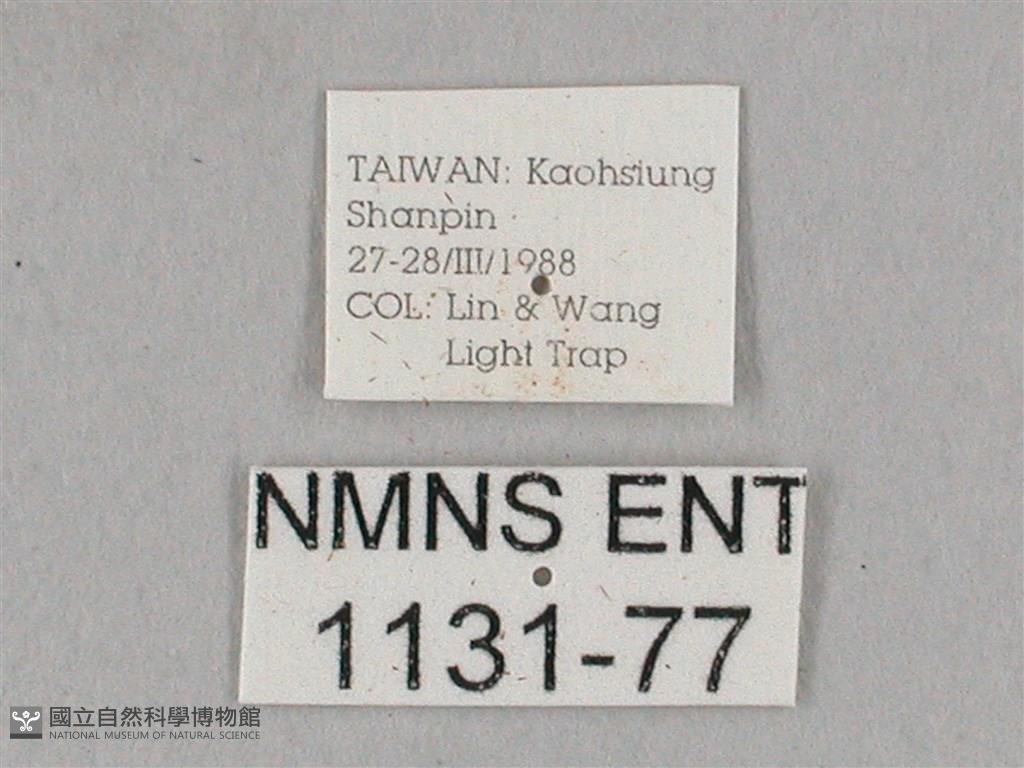 TAIWAN: Kaohsiung
Shanpin
27-28/III/1988
COL: Lin & Wang
Light Trap
NMNS ENT
1131-77
國立自然科學博物館
NATIONAL MUSEUM OF NATURAL SCIENCE